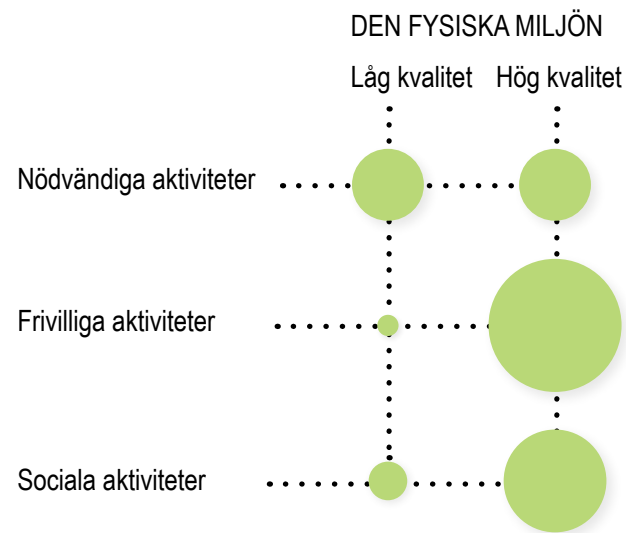 DEN FYSISKA MILJÖN
Låg kvalitet Hög kvalitet
Nödvändiga aktiviteter
Frivilliga aktiviteter
Sociala aktiviteter